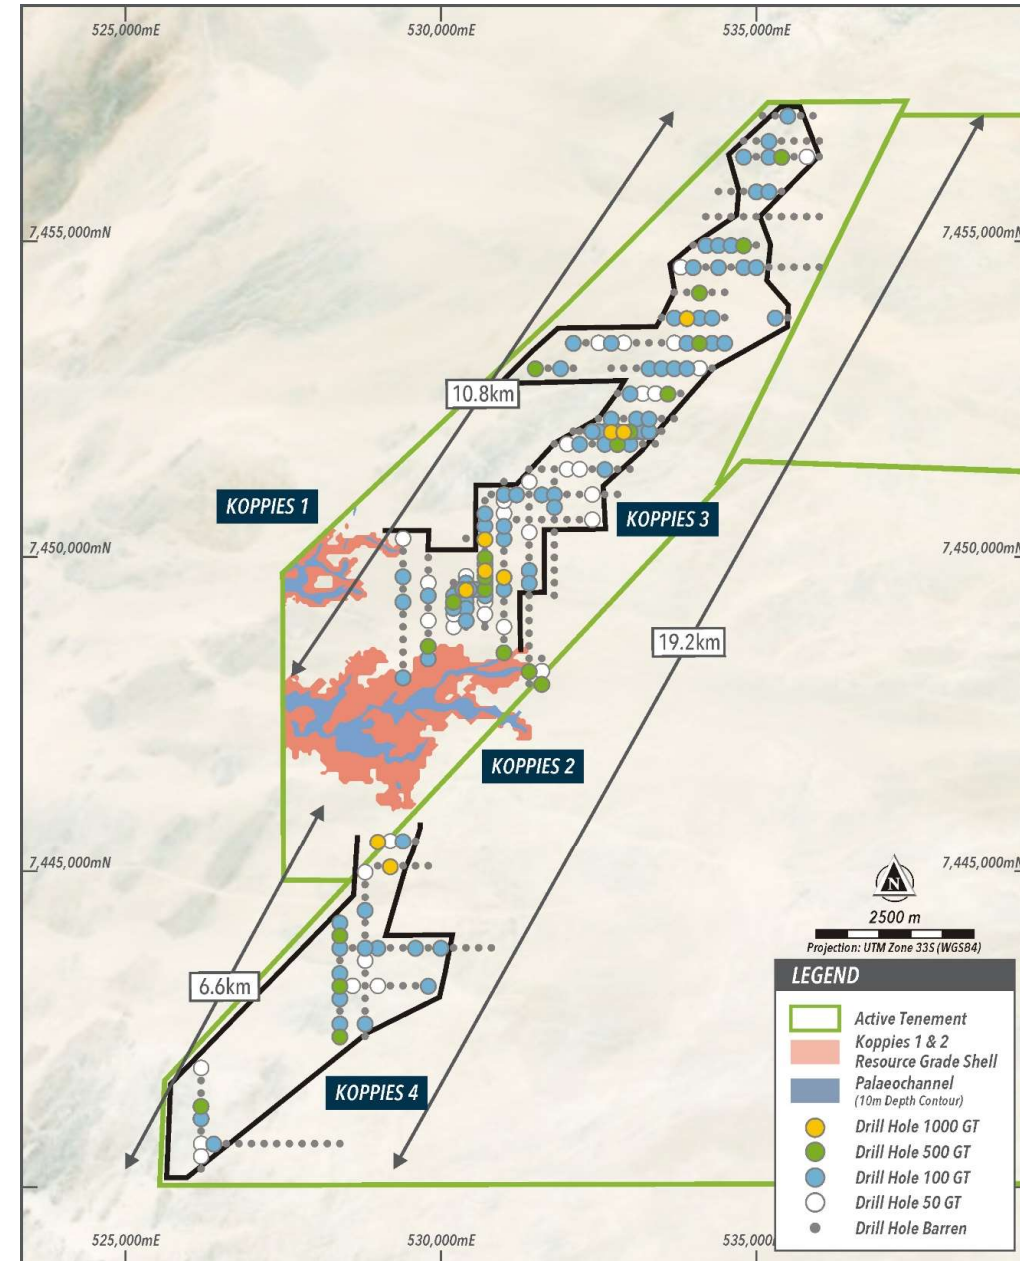 525,000mE
530,000mE
535,000mE
7,455,000mN
7,455,000mN
10.8km
KOPPIES 1
KOPPIES 3
7,450,000mN
7,450,000mN
19.2km
KOPPIES 2
7,445,000mN
7,445,000mN
N
2500 m
Projection: UTM Zone 33S (WGS84)
6.6km
KOPPIES 4
LEGEND
Active Tenement
Koppies 1 & 2
Resource Grade Shell
Palaeochannel
(10m Depth Contour)
Drill Hole 1000 GT
Drill Hole 500 GT
Drill Hole 100 GT
Drill Hole 50 GT
Drill Hole Barren
525,000mE
530,000mE